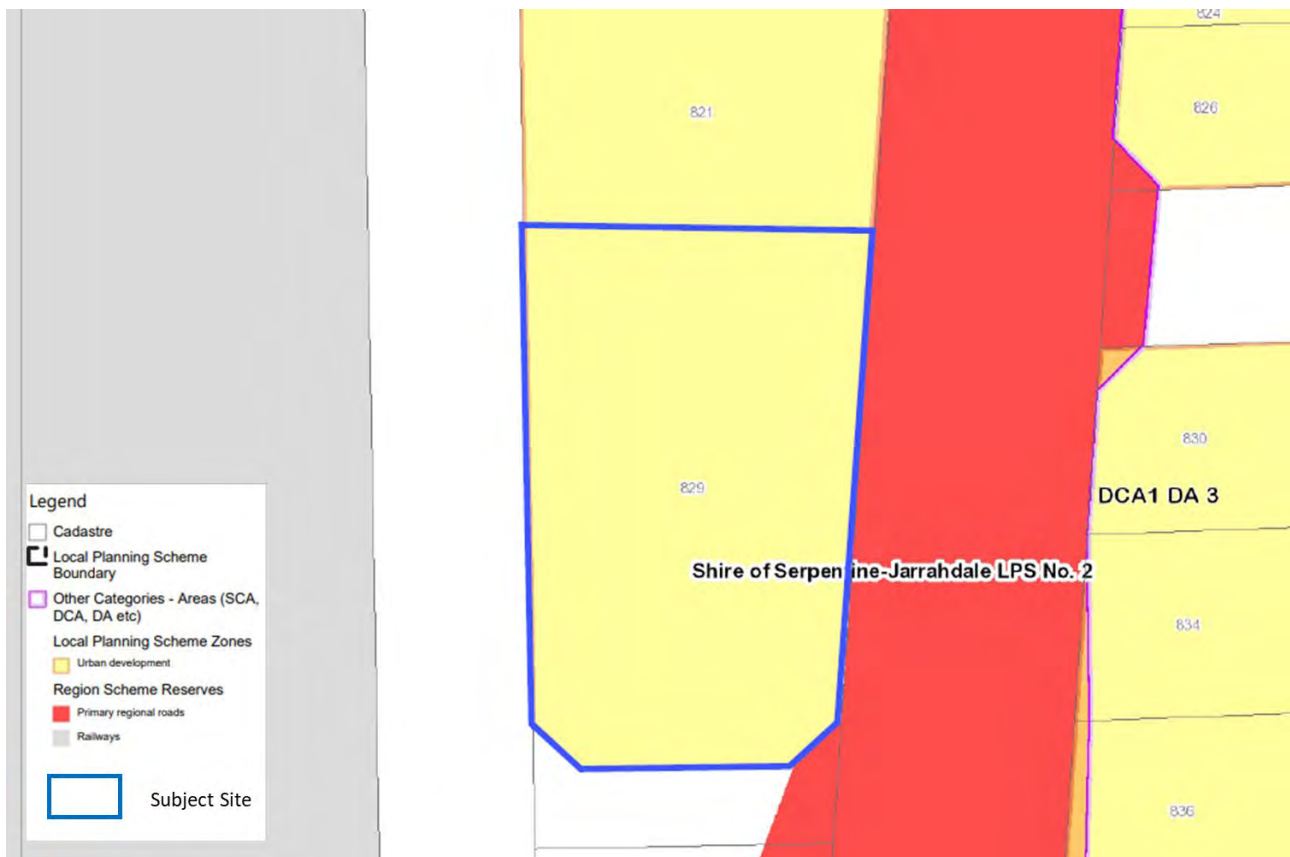 824
821
826
830
829
DCA1 DA 3
Shire of Serpentine-Jarrahdale LPS No. 2
834
836
Legend
Cadastre
Local Planning Scheme
Boundary
Other Categories - Areas (SCA,
DCA, DA etc)
Local Planning Scheme Zones
Urban development
Region Scheme Reserves
Primary regional roads
Railways
Subject Site